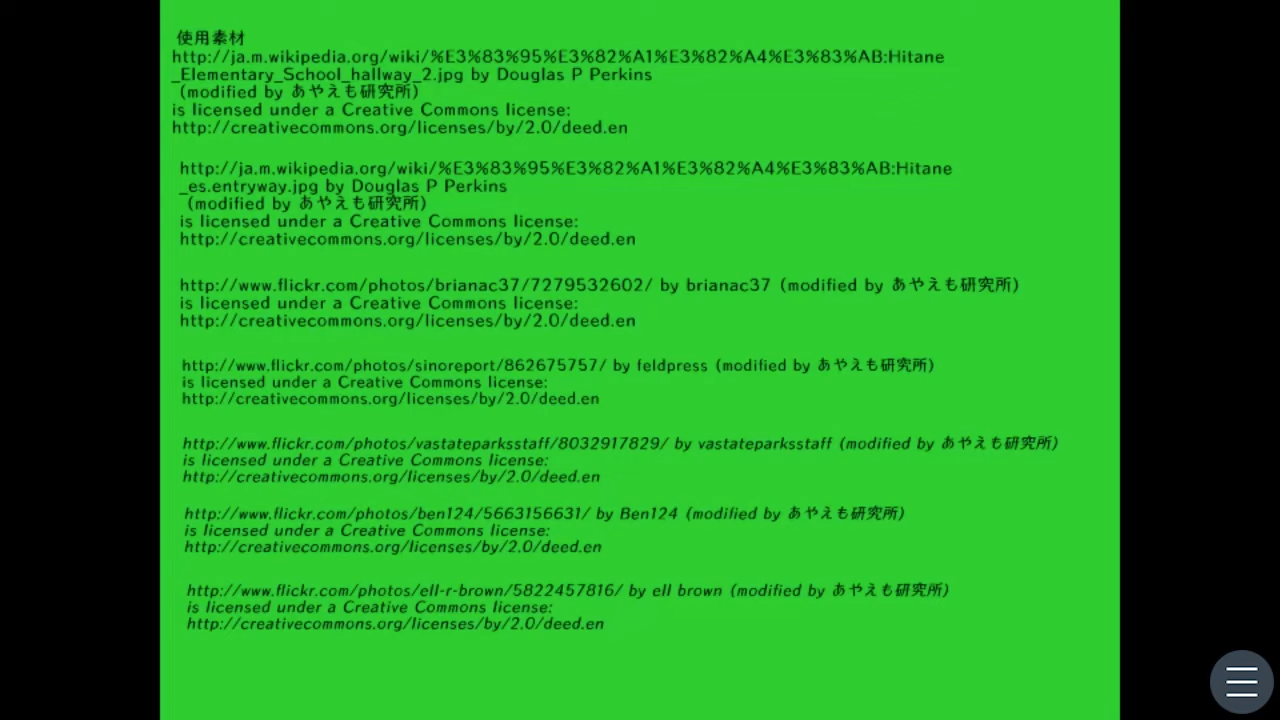 使用素材
http://ja.m.wikipedia.org/wiki/%E3%83%95%E3%82%A1%E3%82%A4%E3%83%AB:Hitane
_Elementary_School_hallway_2.jpg by Douglas P Perkins
(modified by あやえも研究所)
is licensed under a Creative Commons license:
http://creativecommons.org/licenses/by/2.0/deed.en
http://ja.m.wikipedia.org/wiki/%E3%83%95%E3%82%A1%E3%82%A4%E3%83%AB:Hitane
_es.entryway.jpg by Douglas P Perkins
(modified by あやえも研究所)
is licensed under a Creative Commons license:
http://creativecommons.org/licenses/by/2.0/deed.en
http://www.flickr.com/photos/brianac37/7279532602/ by brianac37 (modified by あやえも研究所)
is licensed under a Creative Commons license:
http://creativecommons.org/licenses/by/2.0/deed.en
http://www.flickr.com/photos/sinoreport/862675757/ by feldpress (modified by あやえも研究所)
is licensed under a Creative Commons license:
http://creativecommons.org/licenses/by/2.0/deed.en
http://www.flickr.com/photos/vastateparksstaff/8032917829/ by vastateparksstaff (modified by あやえも研究所)
is licensed under a Creative Commons license:
http://creativecommons.org/licenses/by/2.0/deed.en
http://www.flickr.com/photos/ben124/5663156631/ by Ben124 (modified by あやえも研究所)
is licensed under a Creative Commons license:
http://creativecommons.org/licenses/by/2.0/deed.en
http://www.flickr.com/photos/ell-r-brown/5822457816/ by ell brown (modified by あやえも研究所)
is licensed under a Creative Commons license:
http://creativecommons.org/licenses/by/2.0/deed.en